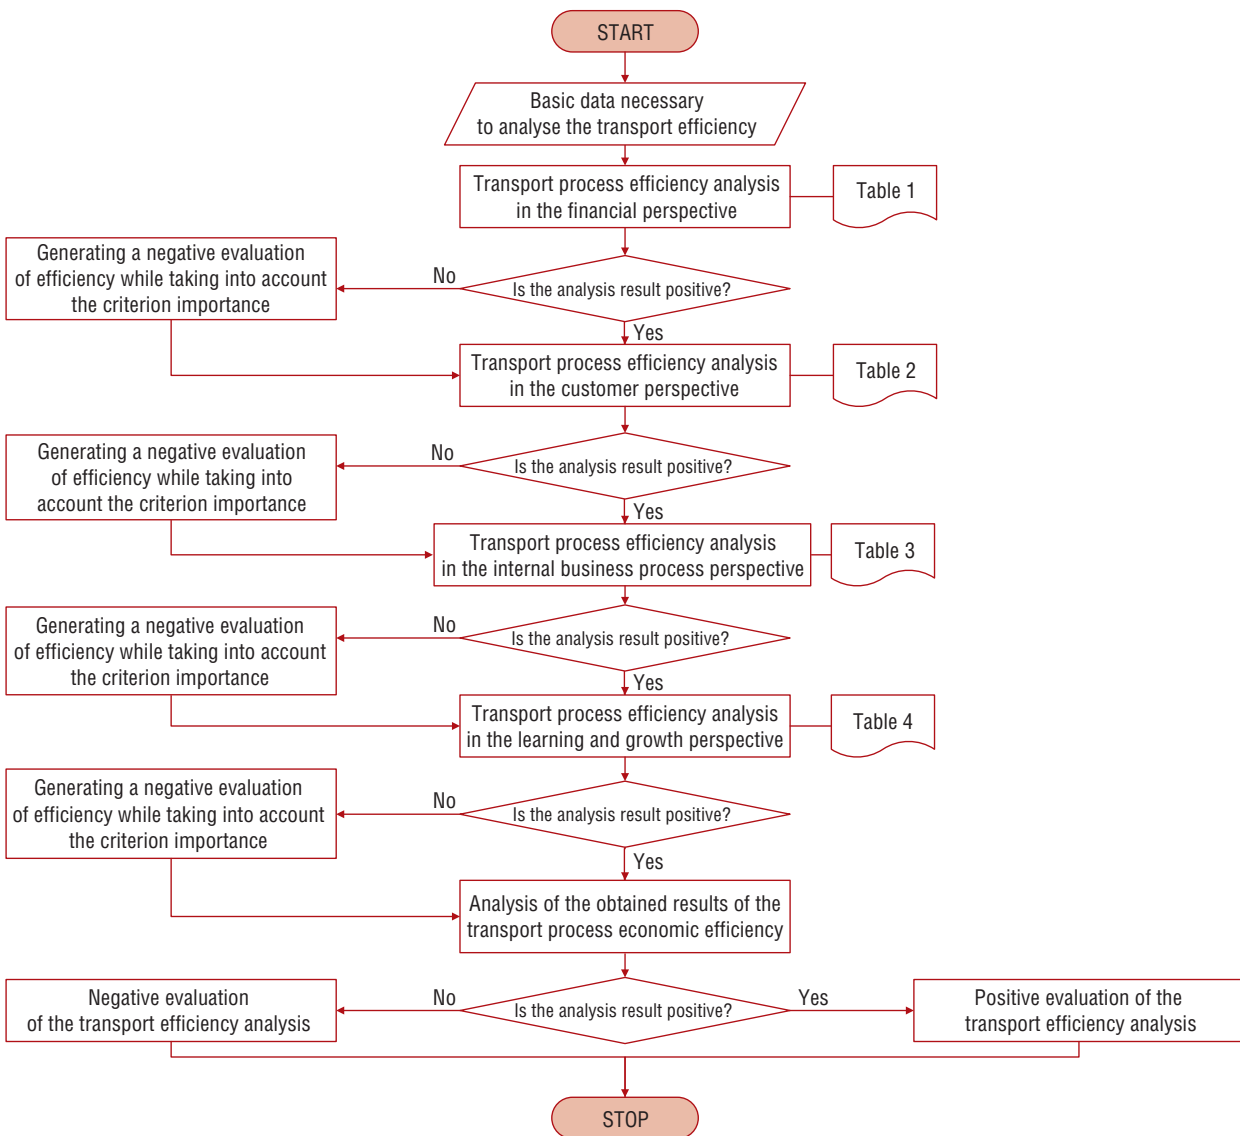 START
Basic data necessary
to analyse the transport efficiency
Transport process efficiency analysis
in the financial perspective
Table 1
Generating a negative evaluation
of efficiency while taking into account
the criterion importance
No
Is the analysis result positive?
Yes
Transport process efficiency analysis
in the customer perspective
Table 2
Generating a negative evaluation
of efficiency while taking into
account the criterion importance
No
Is the analysis result positive?
Yes
Transport process efficiency analysis
in the internal business process perspective
Table 3
Generating a negative evaluation
of efficiency while taking into account
the criterion importance
No
Is the analysis result positive?
Yes
Transport process efficiency analysis
in the learning and growth perspective
Table 4
Generating a negative evaluation
of efficiency while taking into account
the criterion importance
No
Is the analysis result positive?
Yes
Analysis of the obtained results of the
transport process economic efficiency
Negative evaluation
of the transport efficiency analysis
No
Is the analysis result positive?
Yes
Positive evaluation of the
transport efficiency analysis
STOP